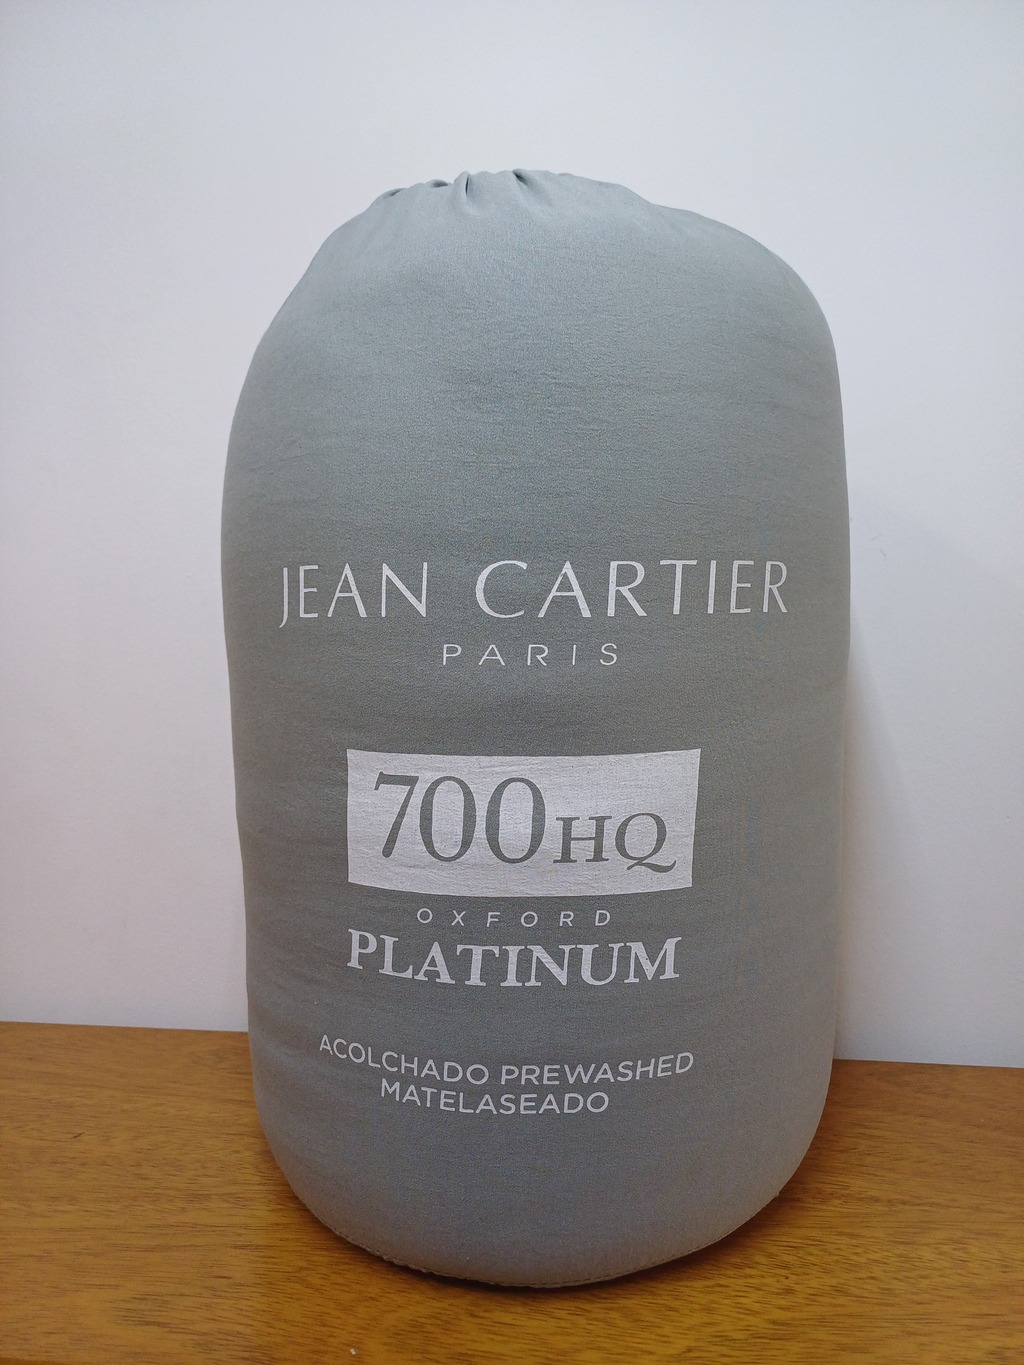 JEAN CARTIER
PARIS
700HQ
OXFORD
PLATINUM
ACOLCHADO PREWASHED
MATELASEADO